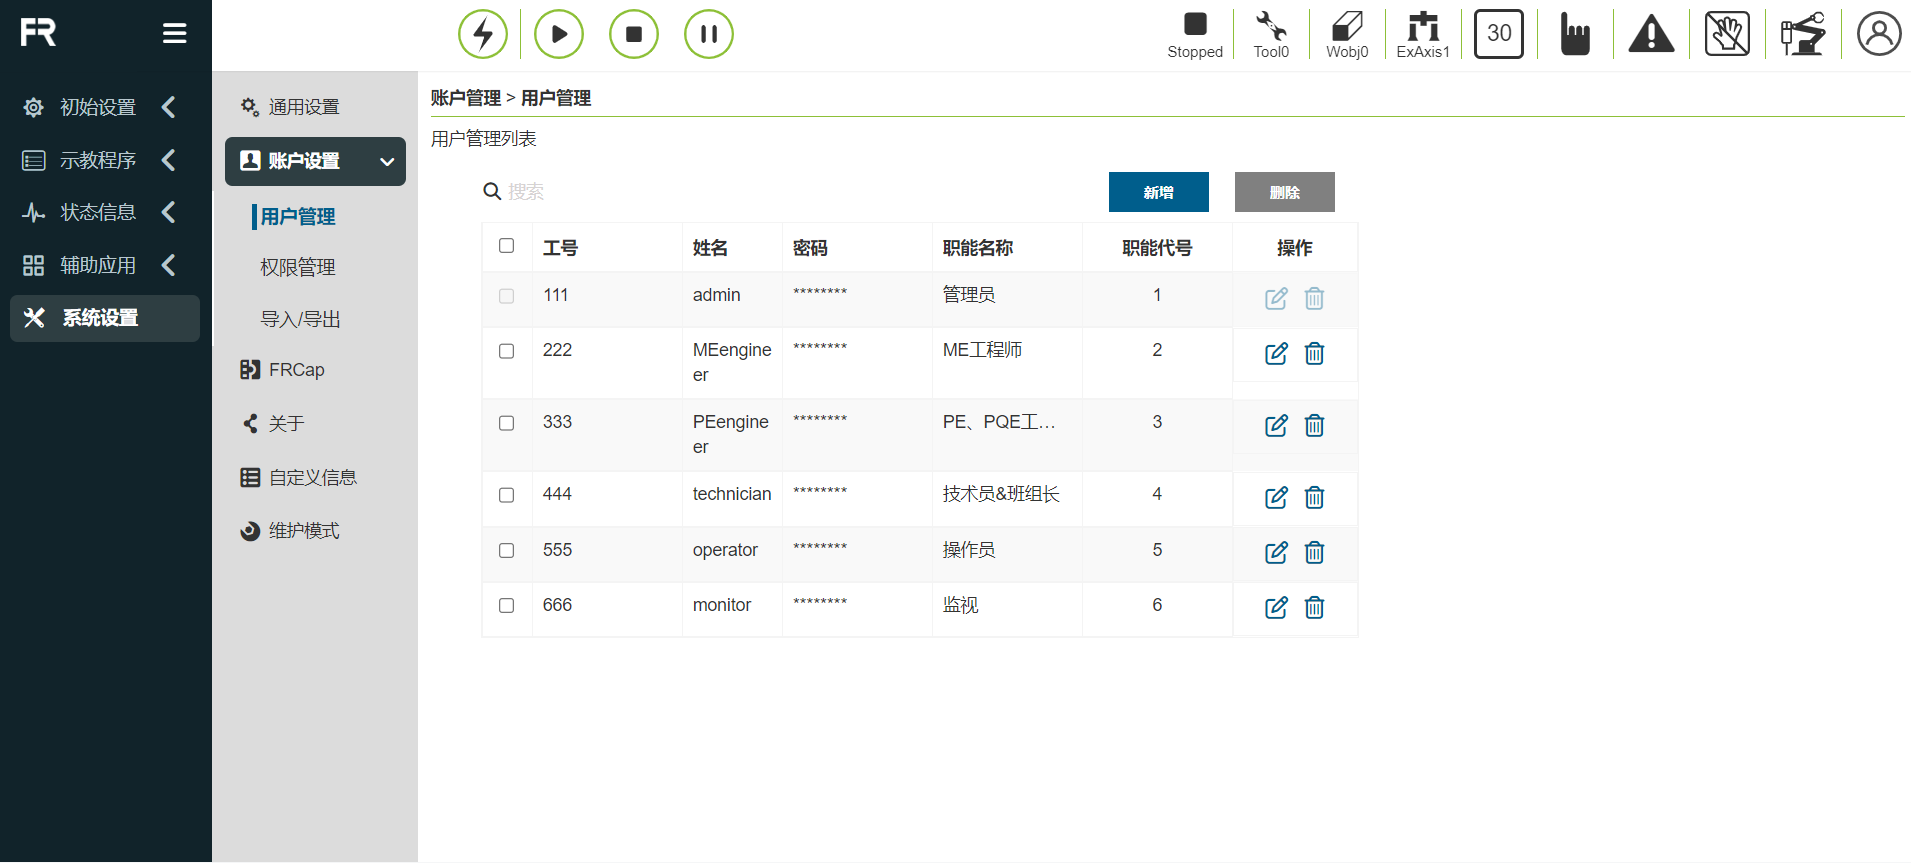 FR
Stopped
Tool0
Wobj0
ExAxis1
30
初始设置
示教程序
状态信息
辅助应用
系统设置
通用设置
账户设置
用户管理
权限管理
导入/导出
FRCap
关于
自定义信息
维护模式
账户管理 > 用户管理
用户管理列表
搜索
新增
删除
工号 姓名 密码 职能名称 职能代号 操作
111 admin ******** 管理员 1
222 MEengine ******** ME工程师 2
er
333 PEengine ******** PE、PQE工... 3
er
444 technician ******** 技术员&班组长 4
555 operator ******** 操作员 5
666 monitor ******** 监视 6